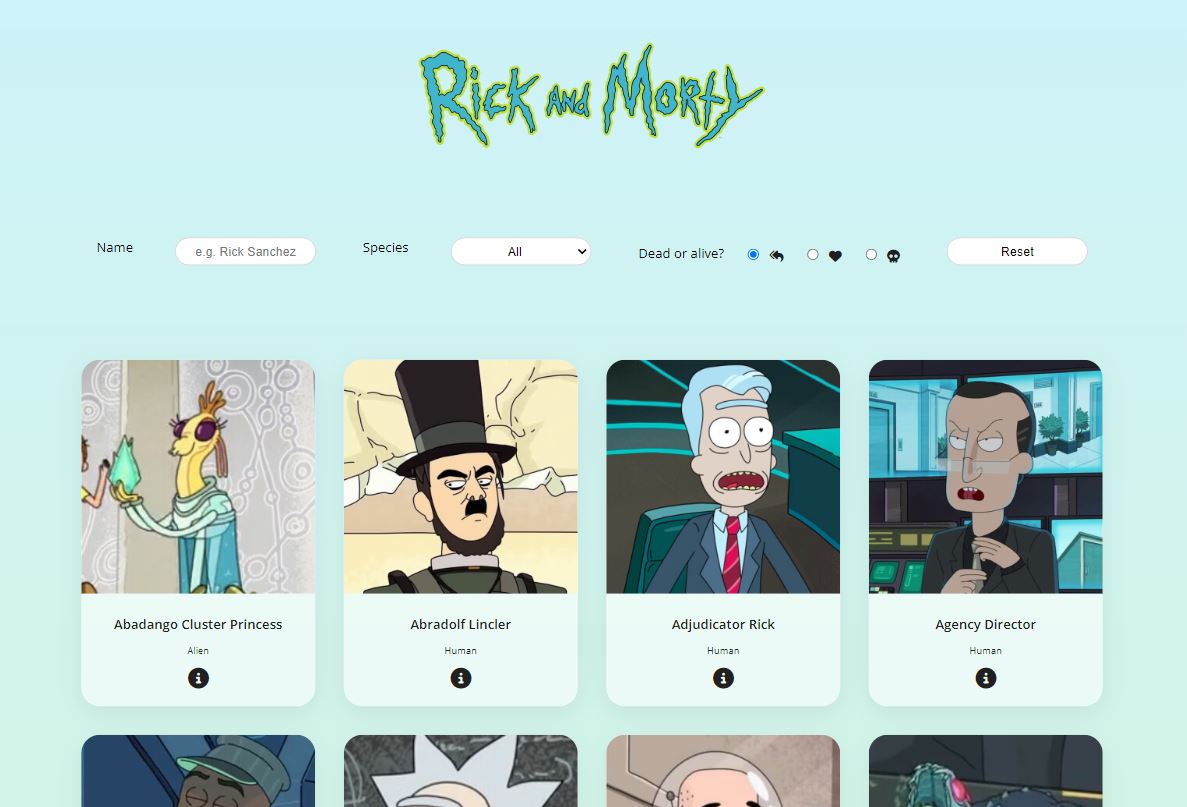 Rick and Morty
Name e.g. Rick Sanchez Species All Dead or alive? Reset
Abadango Cluster Princess
Alien
Abradolf Lincler
Human
Adjudicator Rick
Human
Agency Director
Human